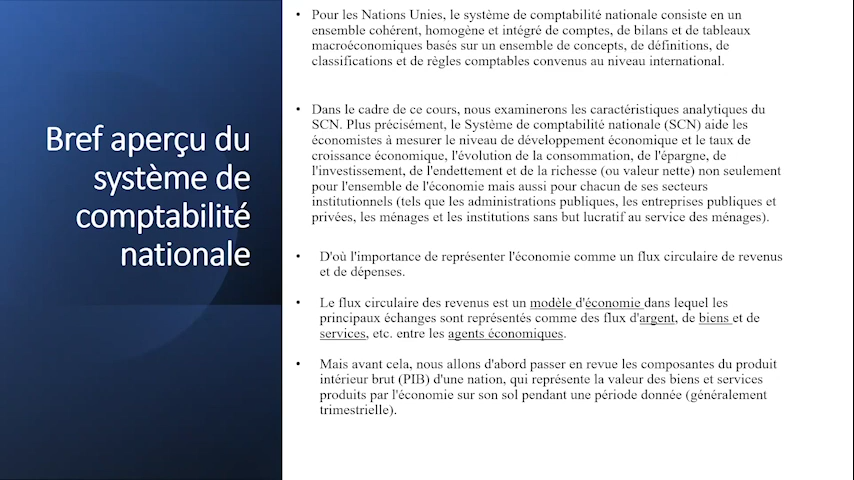 Bref aperçu du
système de
comptabilité
nationale
• Pour les Nations Unies, le système de comptabilité nationale consiste en un
ensemble cohérent, homogène et intégré de comptes, de bilans et de tableaux
macroéconomiques basés sur un ensemble de concepts, de définitions, de
classifications et de règles comptables convenus au niveau international.
• Dans le cadre de ce cours, nous examinerons les caractéristiques analytiques du
SCN. Plus précisément, le Système de comptabilité nationale (SCN) aide les
économistes à mesurer le niveau de développement économique et le taux de
croissance économique, l'évolution de la consommation, de l'épargne, de
l'investissement, de l'endettement et de la richesse (ou valeur nette) non seulement
pour l'ensemble de l'économie mais aussi pour chacun de ses secteurs
institutionnels (tels que les administrations publiques, les entreprises publiques et
privées, les ménages et les institutions sans but lucratif au service des ménages).
• D'où l'importance de représenter l'économie comme un flux circulaire de revenus
et de dépenses.
• Le flux circulaire des revenus est un modèle d'économie dans lequel les
principaux échanges sont représentés comme des flux d'argent, de biens et de
services, etc. entre les agents économiques.
• Mais avant cela, nous allons d'abord passer en revue les composantes du produit
intérieur brut (PIB) d'une nation, qui représente la valeur des biens et services
produits par l'économie sur son sol pendant une période donnée (généralement
trimestrielle).